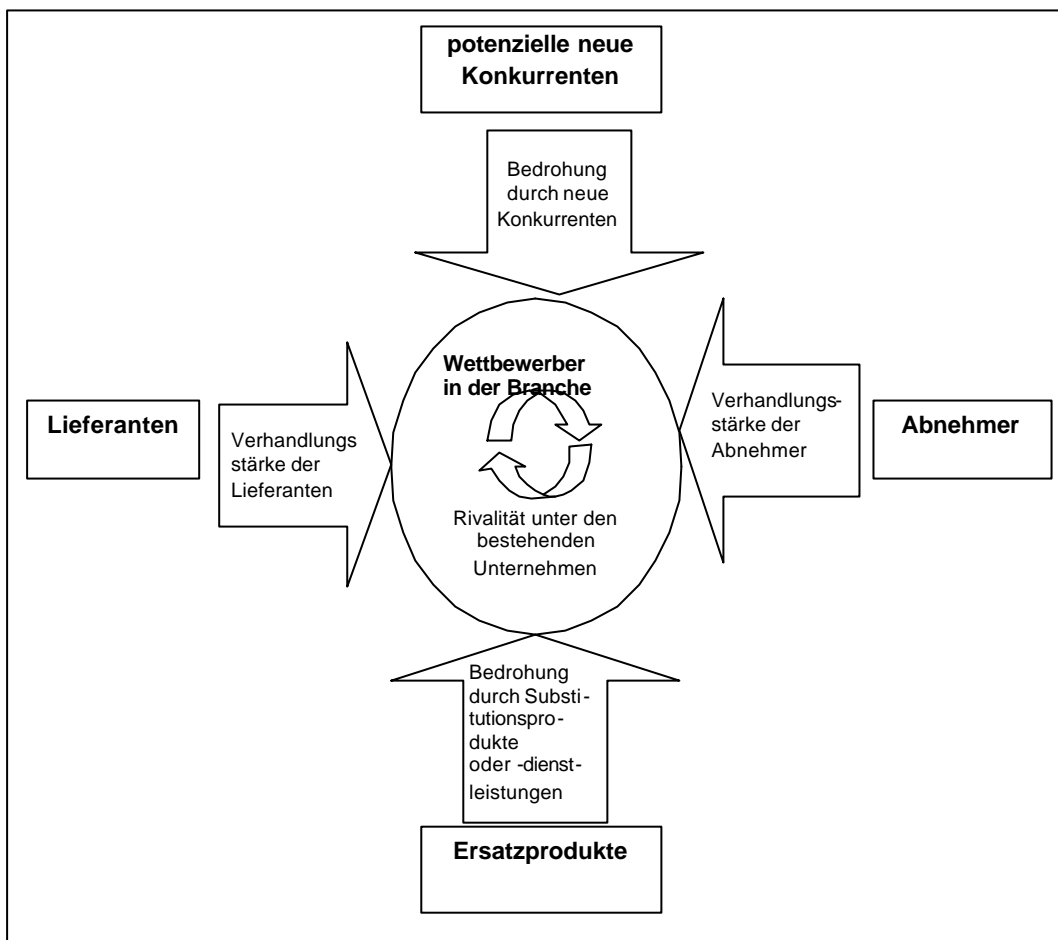 potenzielle neue
Konkurrenten
Bedrohung
durch neue
Konkurrenten
Wettbewerber
in der Branche
Rivalität unter den
bestehenden
Unternehmen
Lieferanten
Verhandlungs
stärke der
Lieferanten
Verhandlungs-
stärke der
Abnehmer
Abnehmer
Bedrohung
durch Substi-
tutionspro-
dukte
oder -dienst-
leistungen
Ersatzprodukte